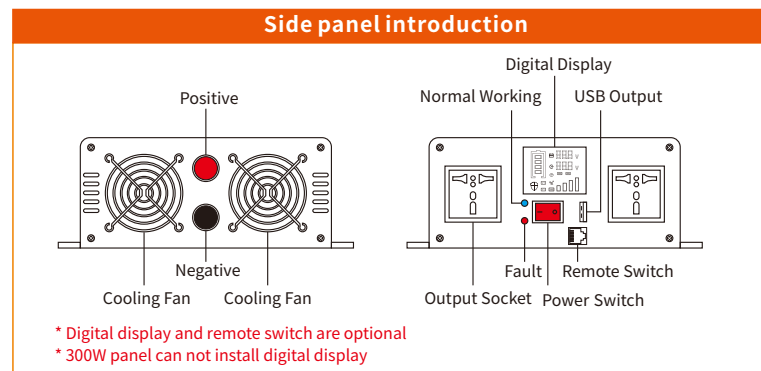 Side panel introduction
Digital Display
Positive
Normal Working
USB Output
Negative
Fault
Remote Switch
Cooling Fan
Cooling Fan
Output Socket
Power Switch
* Digital display and remote switch are optional
* 300W panel can not install digital display